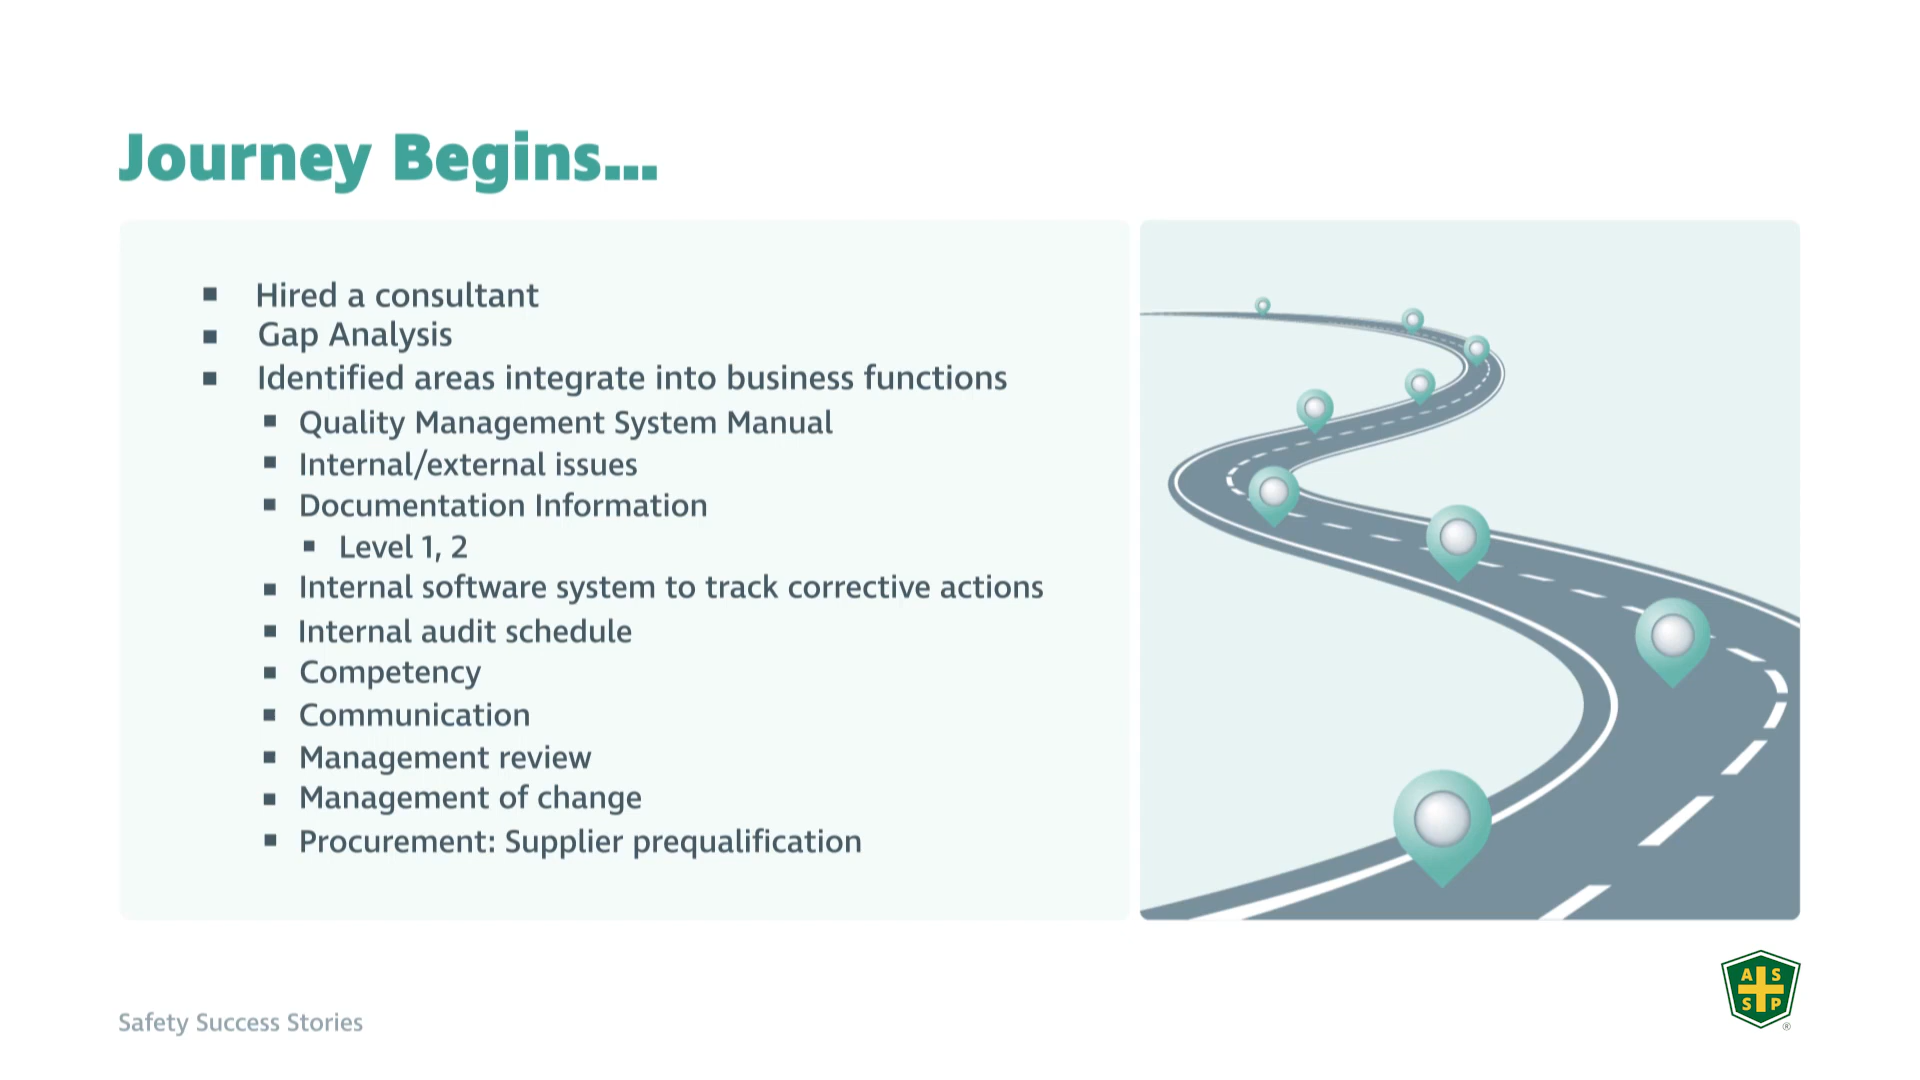 Journey Begins...
Hired a consultant
Gap Analysis
Identified areas integrate into business functions
Quality Management System Manual
Internal/external issues
Documentation Information
Level 1, 2
Internal software system to track corrective actions
Internal audit schedule
Competency
Communication
Management review
Management of change
Procurement: Supplier prequalification
Safety Success Stories
A S
S P
®